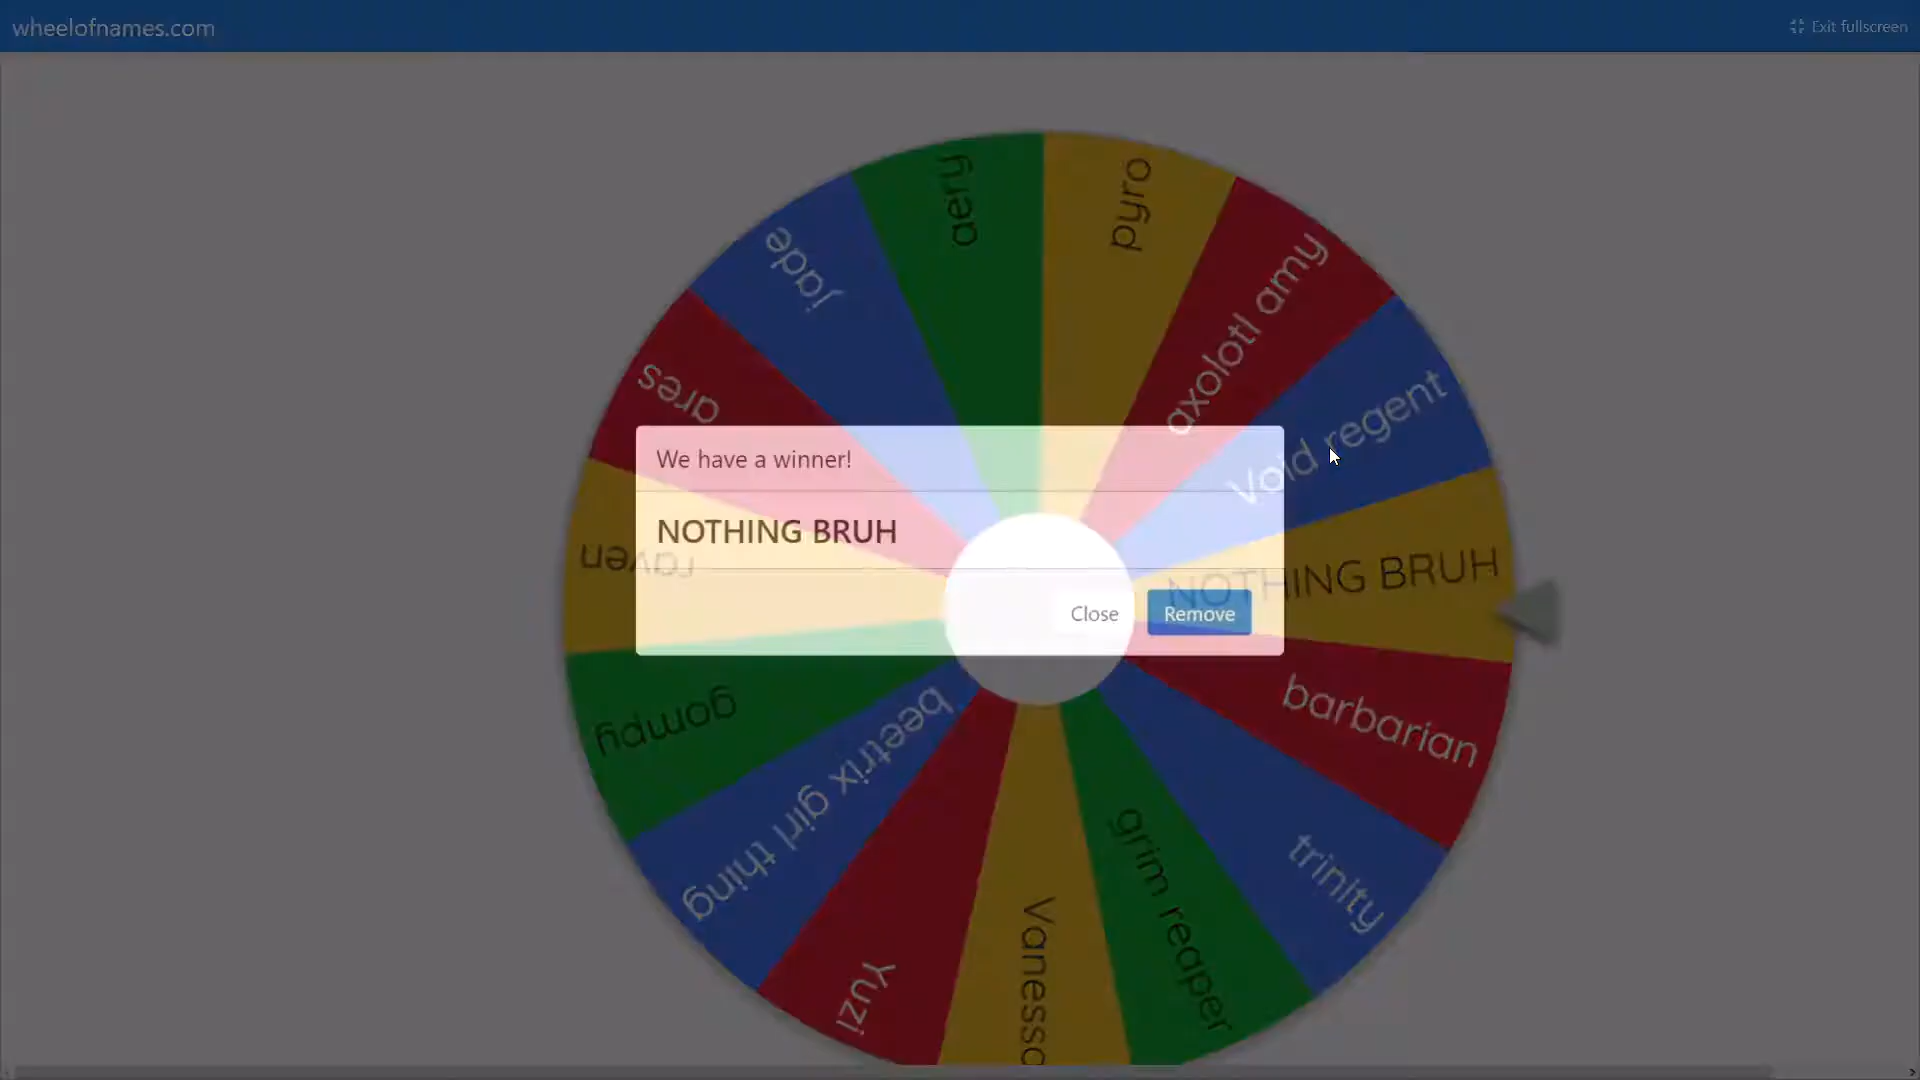 wheelofnames.com
Exit fullscreen
aery
pyro
jade
axolotl amy
ares
Void regent
We have a winner!
NOTHING BRUH
raven
NOTHING BRUH
Close
Remove
gompy
barbarian
beetrix girl thing
trinity
grim reaper
Yuzi
Vanessa